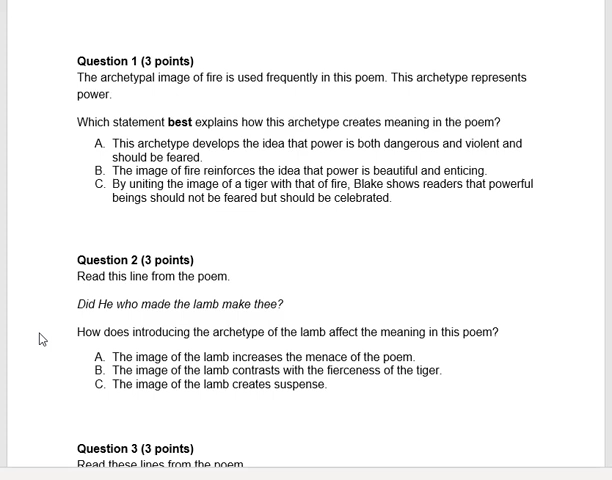 Question 1 (3 points)
The archetypal image of fire is used frequently in this poem. This archetype represents
power.
Which statement best explains how this archetype creates meaning in the poem?
A. This archetype develops the idea that power is both dangerous and violent and
should be feared.
B. The image of fire reinforces the idea that power is beautiful and enticing.
C. By uniting the image of a tiger with that of fire, Blake shows readers that powerful
beings should not be feared but should be celebrated.
Question 2 (3 points)
Read this line from the poem.
Did He who made the lamb make thee?
How does introducing the archetype of the lamb affect the meaning in this poem?
A. The image of the lamb increases the menace of the poem.
B. The image of the lamb contrasts with the fierceness of the tiger.
C. The image of the lamb creates suspense.
Question 3 (3 points)
Read these lines from the poem